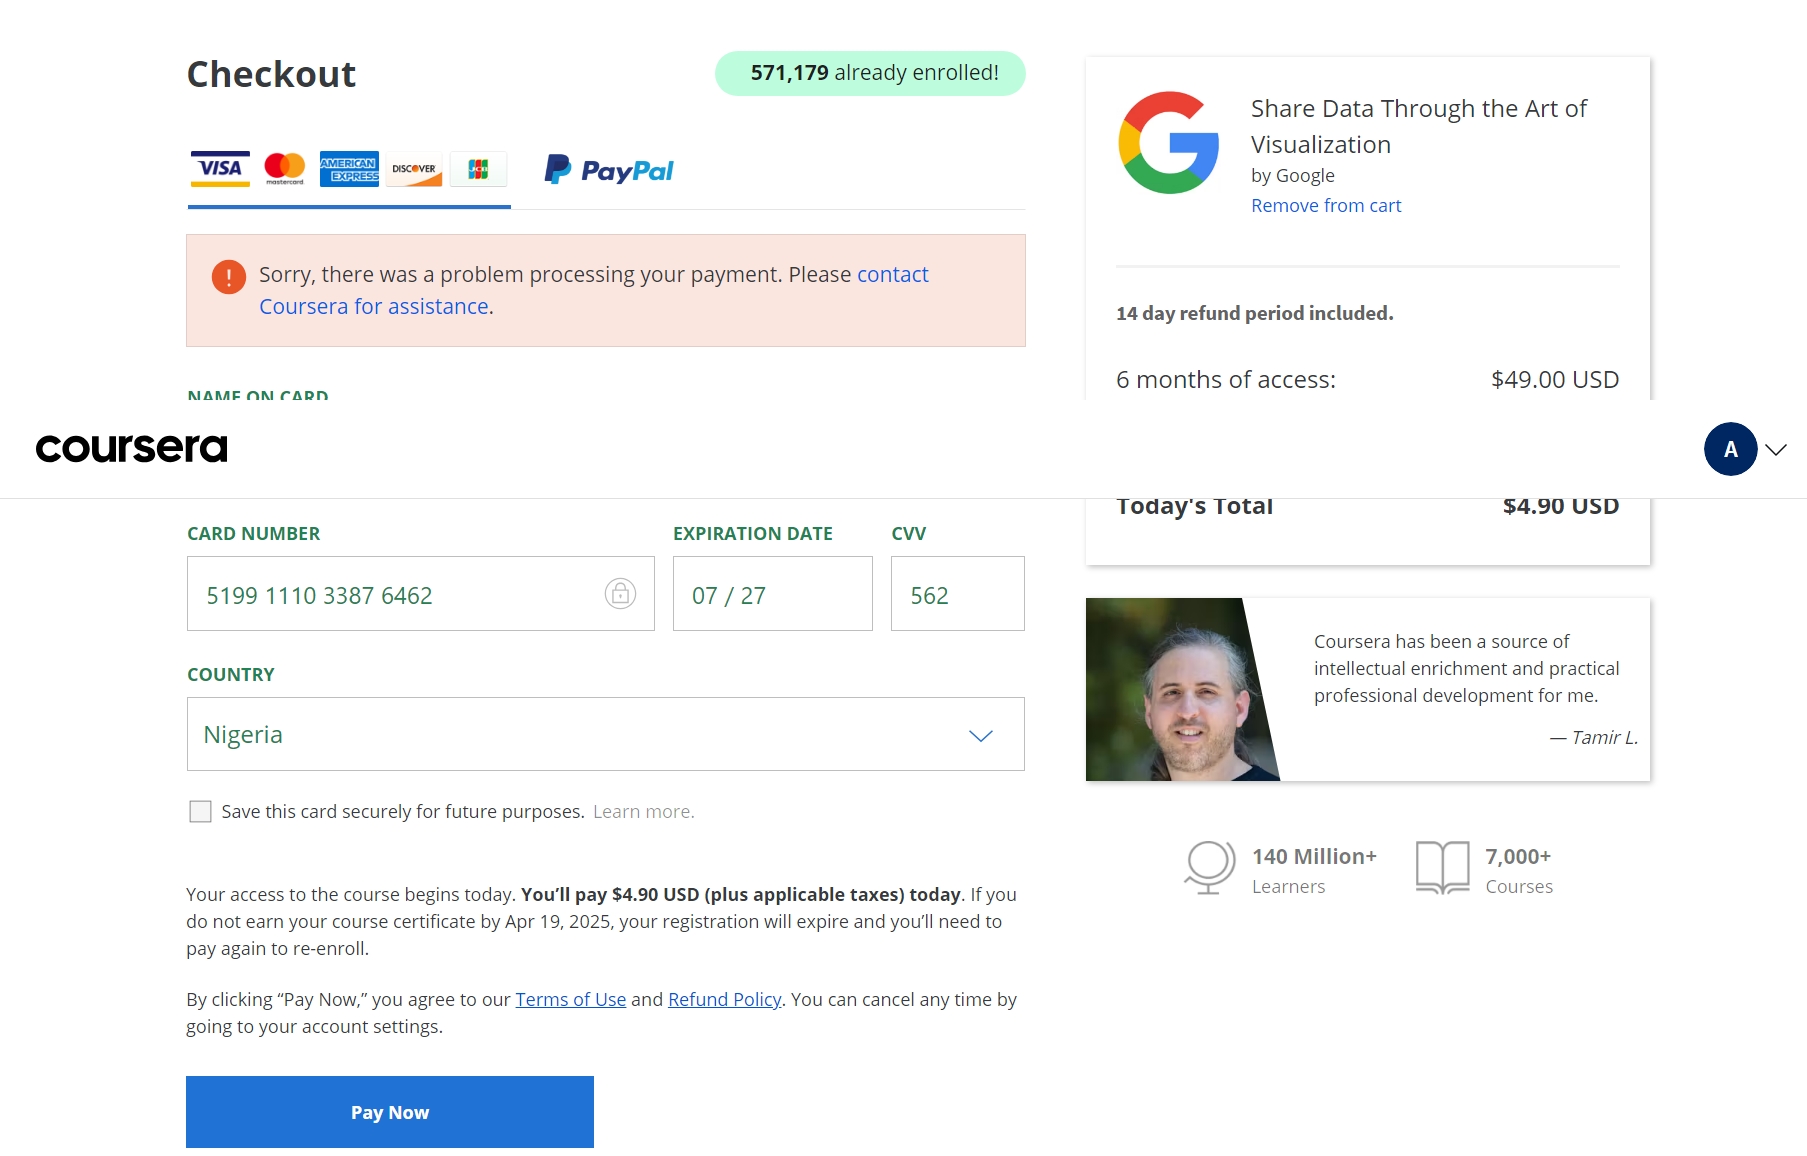 Checkout
571,179 already enrolled!
VISA
mastercard
AMERICAN
EXPRESS
DISCOVER
JCB
PayPal
Sorry, there was a problem processing your payment. Please contact
Coursera for assistance.
NAME ON CARD
Share Data Through the Art of
Visualization
by Google
Remove from cart
14 day refund period included.
6 months of access: $49.00 USD
coursera
A
Today's Total $4.90 USD
CARD NUMBER
EXPIRATION DATE
CVV
5199 1110 3387 6462
07 / 27
562
COUNTRY
Nigeria
Save this card securely for future purposes. Learn more.
Your access to the course begins today. You’ll pay $4.90 USD (plus applicable taxes) today. If you
do not earn your course certificate by Apr 19, 2025, your registration will expire and you’ll need to
pay again to re-enroll.
By clicking “Pay Now,” you agree to our Terms of Use and Refund Policy. You can cancel any time by
going to your account settings.
Pay Now
Coursera has been a source of
intellectual enrichment and practical
professional development for me.
— Tamir L.
140 Million+
Learners
7,000+
Courses